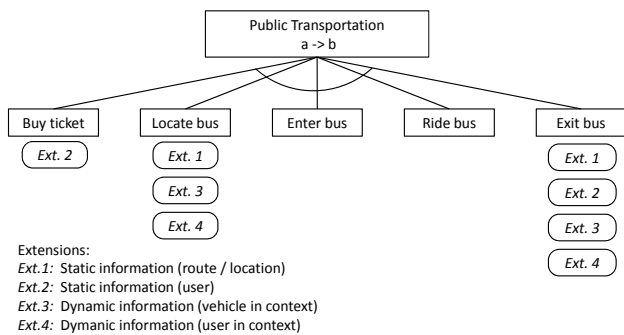 Public Transportation
a -> b
Buy ticket
Locate bus
Enter bus
Ride bus
Exit bus
Ext. 2
Ext. 1
Ext. 3
Ext. 4
Ext. 1
Ext. 2
Ext. 3
Ext. 4
Extensions:
Ext.1: Static information (route / location)
Ext.2: Static information (user)
Ext.3: Dynamic information (vehicle in context)
Ext.4: Dymanic information (user in context)